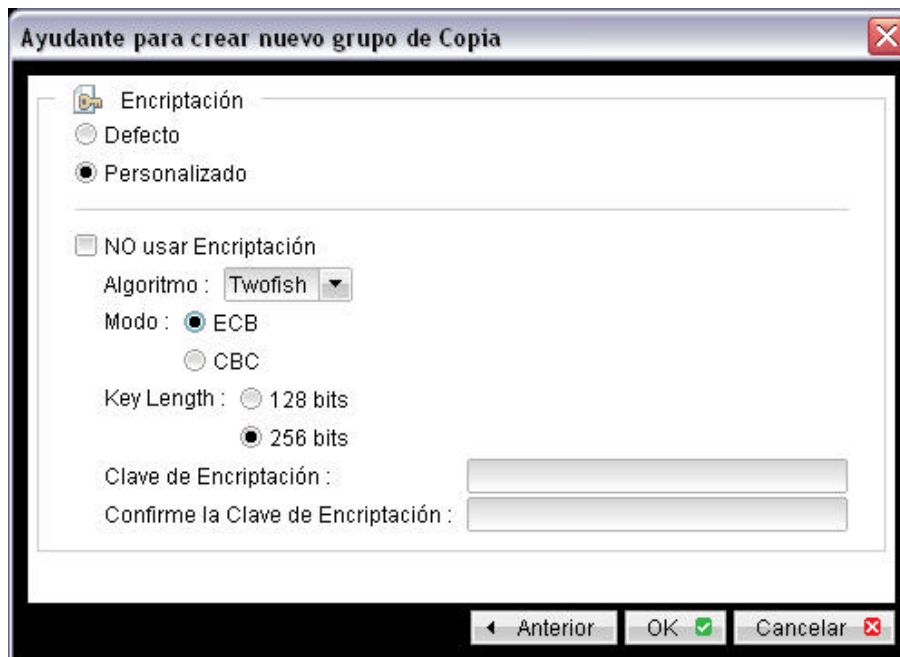 Ayudante para crear nuevo grupo de Copia
Encriptación
Defecto
Personalizado
NO usar Encriptación
Algoritmo : Twofish
Modo : ECB
CBC
Key Length : 128 bits
256 bits
Clave de Encriptación :
Confirme la Clave de Encriptación :
Anterior OK Cancelar